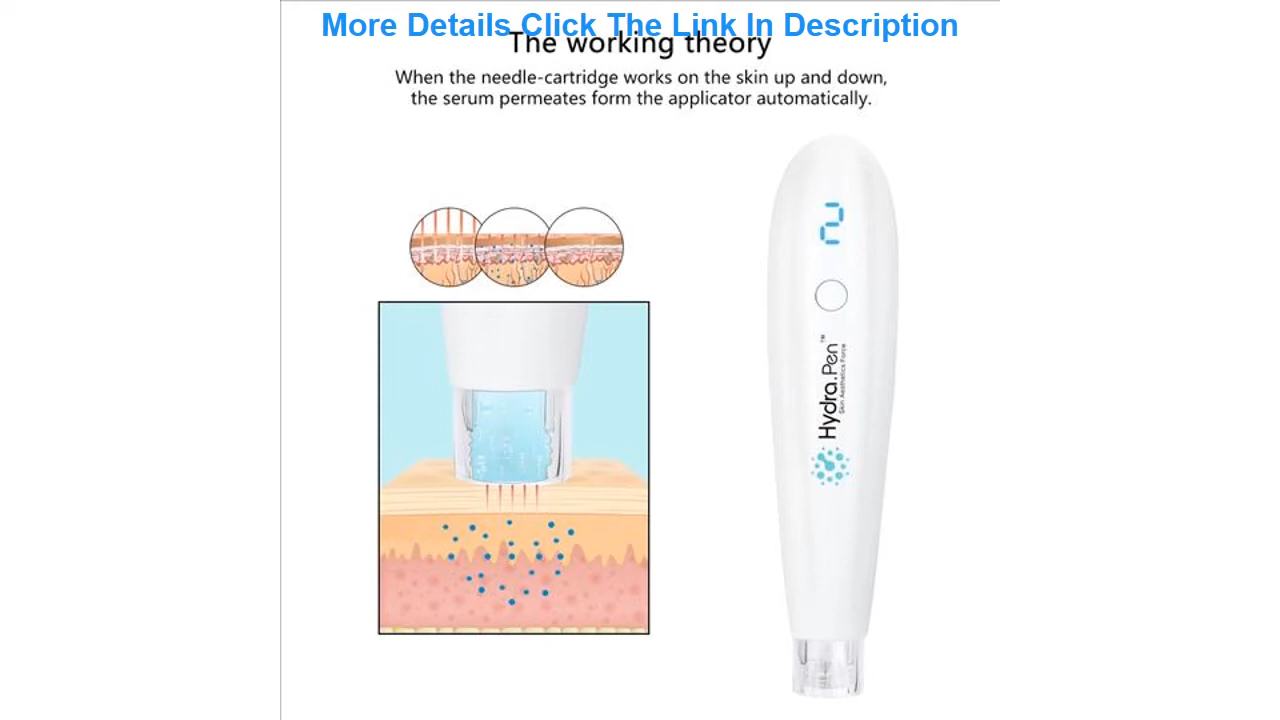 More Details Click The Link In Description
The working theory
When the needle-cartridge works on the skin up and down,
the serum permeates form the applicator automatically.
2
Hydra.Pen™
Skin Aesthetics Force